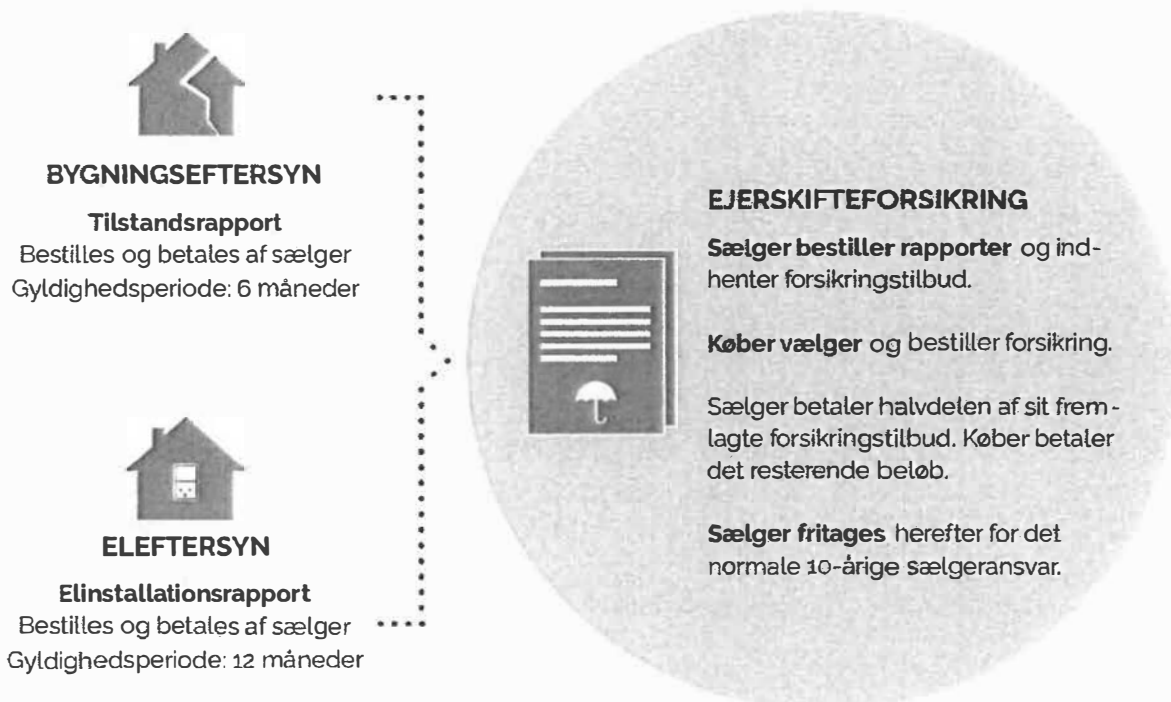 BYGNINGSEFTERSYN
Tilstandsrapport
Bestilles og betales af sælger
Gyldighedsperiode: 6 måneder
ELEFTERSYN
Elinstallationsrapport
Bestilles og betales af sælger
Gyldighedsperiode: 12 måneder
EJERSKIFTEFORSIKRING
Sælger bestiller rapporter og ind-
henter forsikringstilbud.
Køber vælger og bestiller forsikring.
Sælger betaler halvdelen af sit frem-
lagte forsikringstilbud. Køber betaler
det resterende beløb.
Sælger fritages herefter for det
normale 10-årige sælgeransvar.